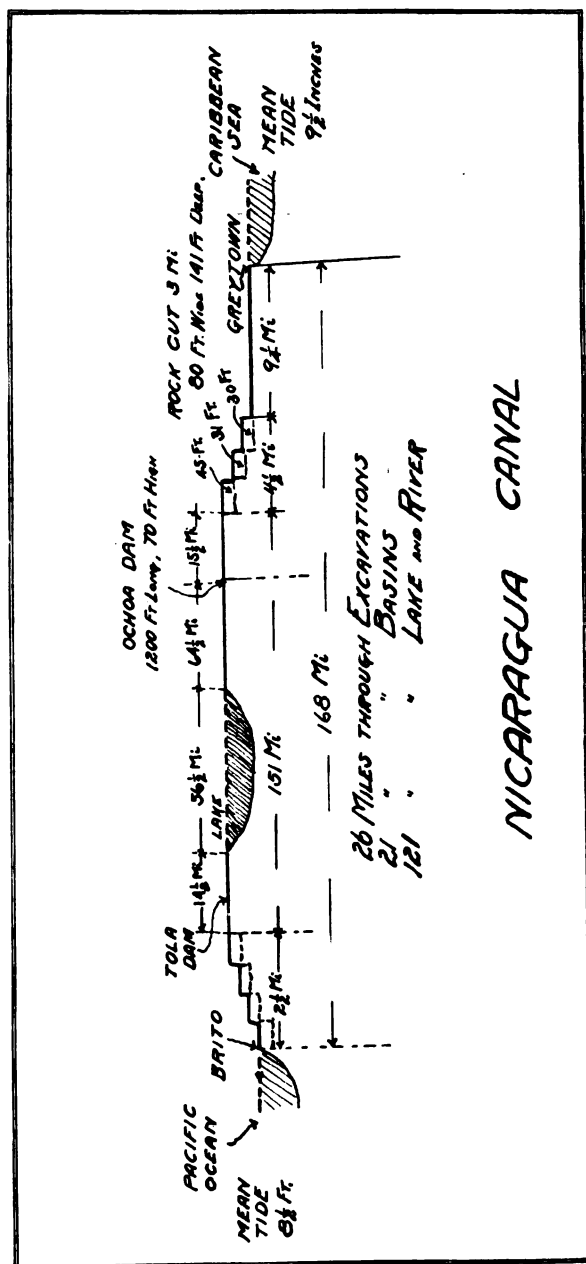 ROCK CUT 3 Mi
80 Ft. Wide 141 Ft Deep.
OCHOA DAM
1200 Ft Long, 70 Ft High
CARIBBEAN
SEA
MEAN
TIDE
9½ INCHES
GREYTOWN
TOLA
DAM
14½ Mi
56½ Mi
64½ Mi
15½ Mi
45 Ft.
31 Ft.
30 Ft
LAKE
PACIFIC
OCEAN
MEAN
TIDE
8½ Ft.
BRITO
2½ Mi
151 Mi
4½ Mi
9¼ Mi
168 Mi
26 MILES THROUGH EXCAVATIONS
21 " " BASINS
121 " " LAKE AND RIVER
NICARAGUA CANAL